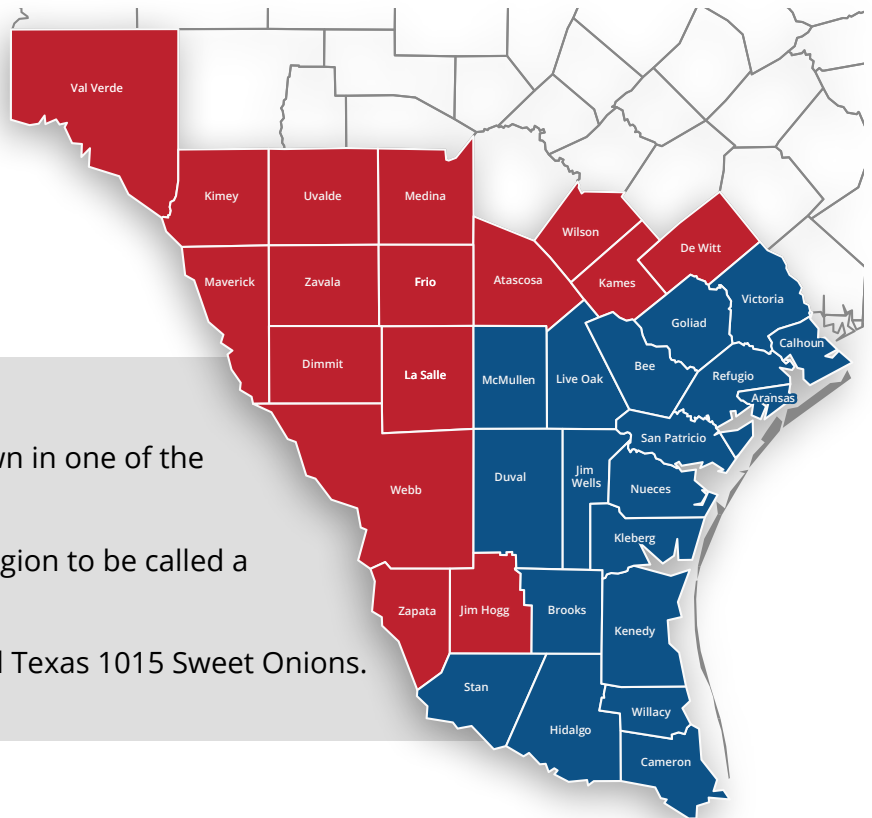 Val Verde
Kimey
Uvalde
Medina
Wilson
De Witt
Maverick
Zavala
Frio
Atascosa
Kames
Victoria
Goliad
Calhoun
Dimmit
La Salle
McMullen
Live Oak
Bee
Refugio
Aransas
San Patricio
wn in one of the
Webb
Duval
Jim
Wells
Nueces
Kleberg
gion to be called a
Zapata
Jim Hogg
Brooks
Kenedy
l Texas 1015 Sweet Onions.
Stan
Willacy
Hidalgo
Cameron